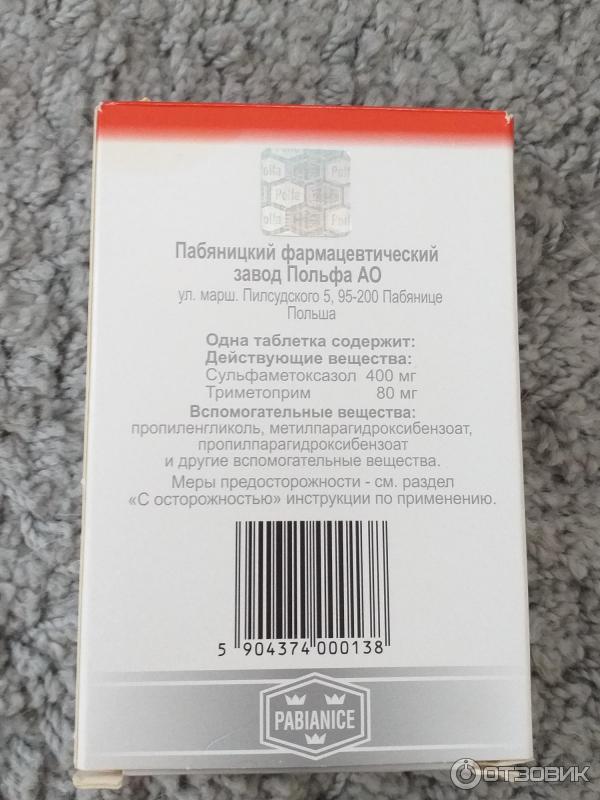 Polfa
Пабяницкий фармацевтический
завод Польфа АО
ул. марш. Пилсудского 5, 95-200 Пабянице
Польша
Одна таблетка содержит:
Действующие вещества:
Сульфаметоксазол 400 мг
Триметоприм 80 мг
Вспомогательные вещества:
пропиленгликоль, метилпарагидроксибензоат,
пропилпарагидроксибензоат
и другие вспомогательные вещества.
Меры предосторожности - см. раздел
«С осторожностью» инструкции по применению.
5 904374 000138
PABIANICE
ОТЗОВИК